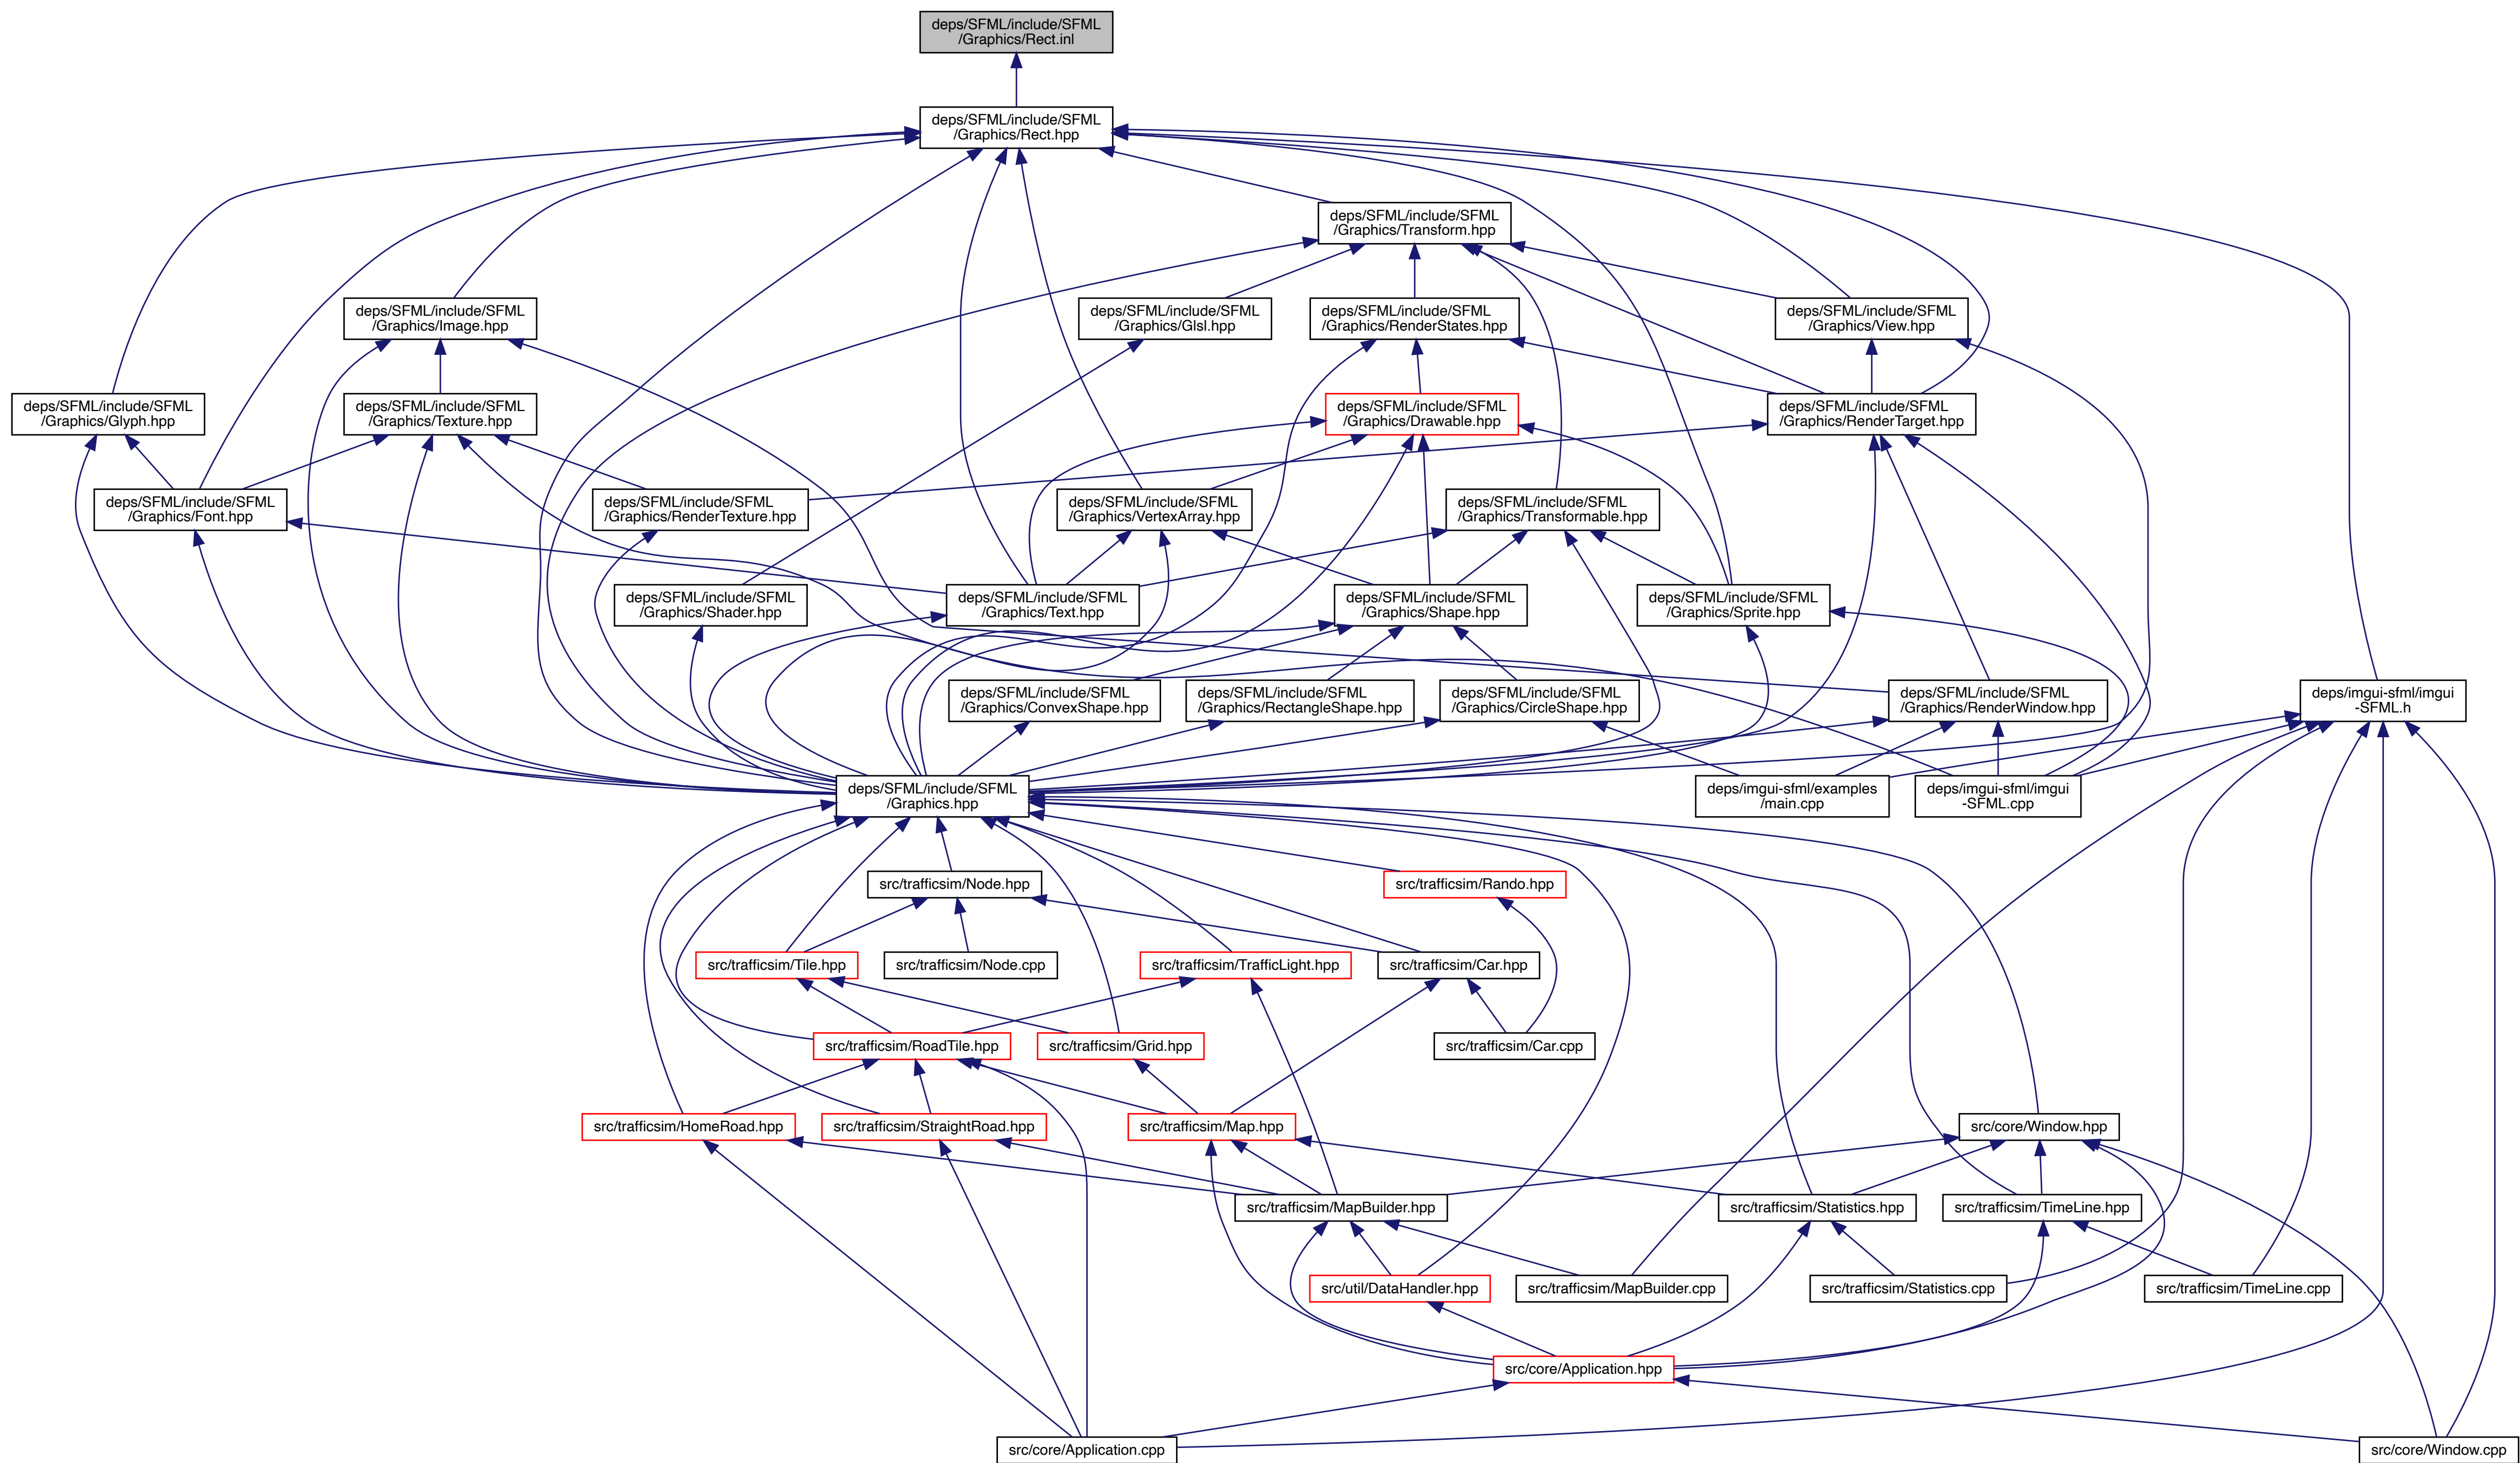 deps/SFML/include/SFML
/Graphics/Rect.inl
deps/SFML/include/SFML
/Graphics/Rect.hpp
deps/SFML/include/SFML
/Graphics/Transform.hpp
deps/SFML/include/SFML
/Graphics/Image.hpp
deps/SFML/include/SFML
/Graphics/Glsl.hpp
deps/SFML/include/SFML
/Graphics/RenderStates.hpp
deps/SFML/include/SFML
/Graphics/View.hpp
deps/SFML/include/SFML
/Graphics/Glyph.hpp
deps/SFML/include/SFML
/Graphics/Texture.hpp
deps/SFML/include/SFML
/Graphics/Drawable.hpp
deps/SFML/include/SFML
/Graphics/RenderTarget.hpp
deps/SFML/include/SFML
/Graphics/Font.hpp
deps/SFML/include/SFML
/Graphics/RenderTexture.hpp
deps/SFML/include/SFML
/Graphics/VertexArray.hpp
deps/SFML/include/SFML
/Graphics/Transformable.hpp
deps/SFML/include/SFML
/Graphics/Shader.hpp
deps/SFML/include/SFML
/Graphics/Text.hpp
deps/SFML/include/SFML
/Graphics/Shape.hpp
deps/SFML/include/SFML
/Graphics/Sprite.hpp
deps/SFML/include/SFML
/Graphics/ConvexShape.hpp
deps/SFML/include/SFML
/Graphics/RectangleShape.hpp
deps/SFML/include/SFML
/Graphics/CircleShape.hpp
deps/SFML/include/SFML
/Graphics/RenderWindow.hpp
deps/imgui-sfml/imgui
-SFML.h
deps/SFML/include/SFML
/Graphics.hpp
deps/imgui-sfml/examples
/main.cpp
deps/imgui-sfml/imgui
-SFML.cpp
src/trafficsim/Node.hpp
src/trafficsim/Rando.hpp
src/trafficsim/Tile.hpp
src/trafficsim/Node.cpp
src/trafficsim/TrafficLight.hpp
src/trafficsim/Car.hpp
src/trafficsim/RoadTile.hpp
src/trafficsim/Grid.hpp
src/trafficsim/Car.cpp
src/trafficsim/HomeRoad.hpp
src/trafficsim/StraightRoad.hpp
src/trafficsim/Map.hpp
src/core/Window.hpp
src/trafficsim/MapBuilder.hpp
src/trafficsim/Statistics.hpp
src/trafficsim/TimeLine.hpp
src/util/DataHandler.hpp
src/trafficsim/MapBuilder.cpp
src/trafficsim/Statistics.cpp
src/trafficsim/TimeLine.cpp
src/core/Application.hpp
src/core/Application.cpp
src/core/Window.cpp